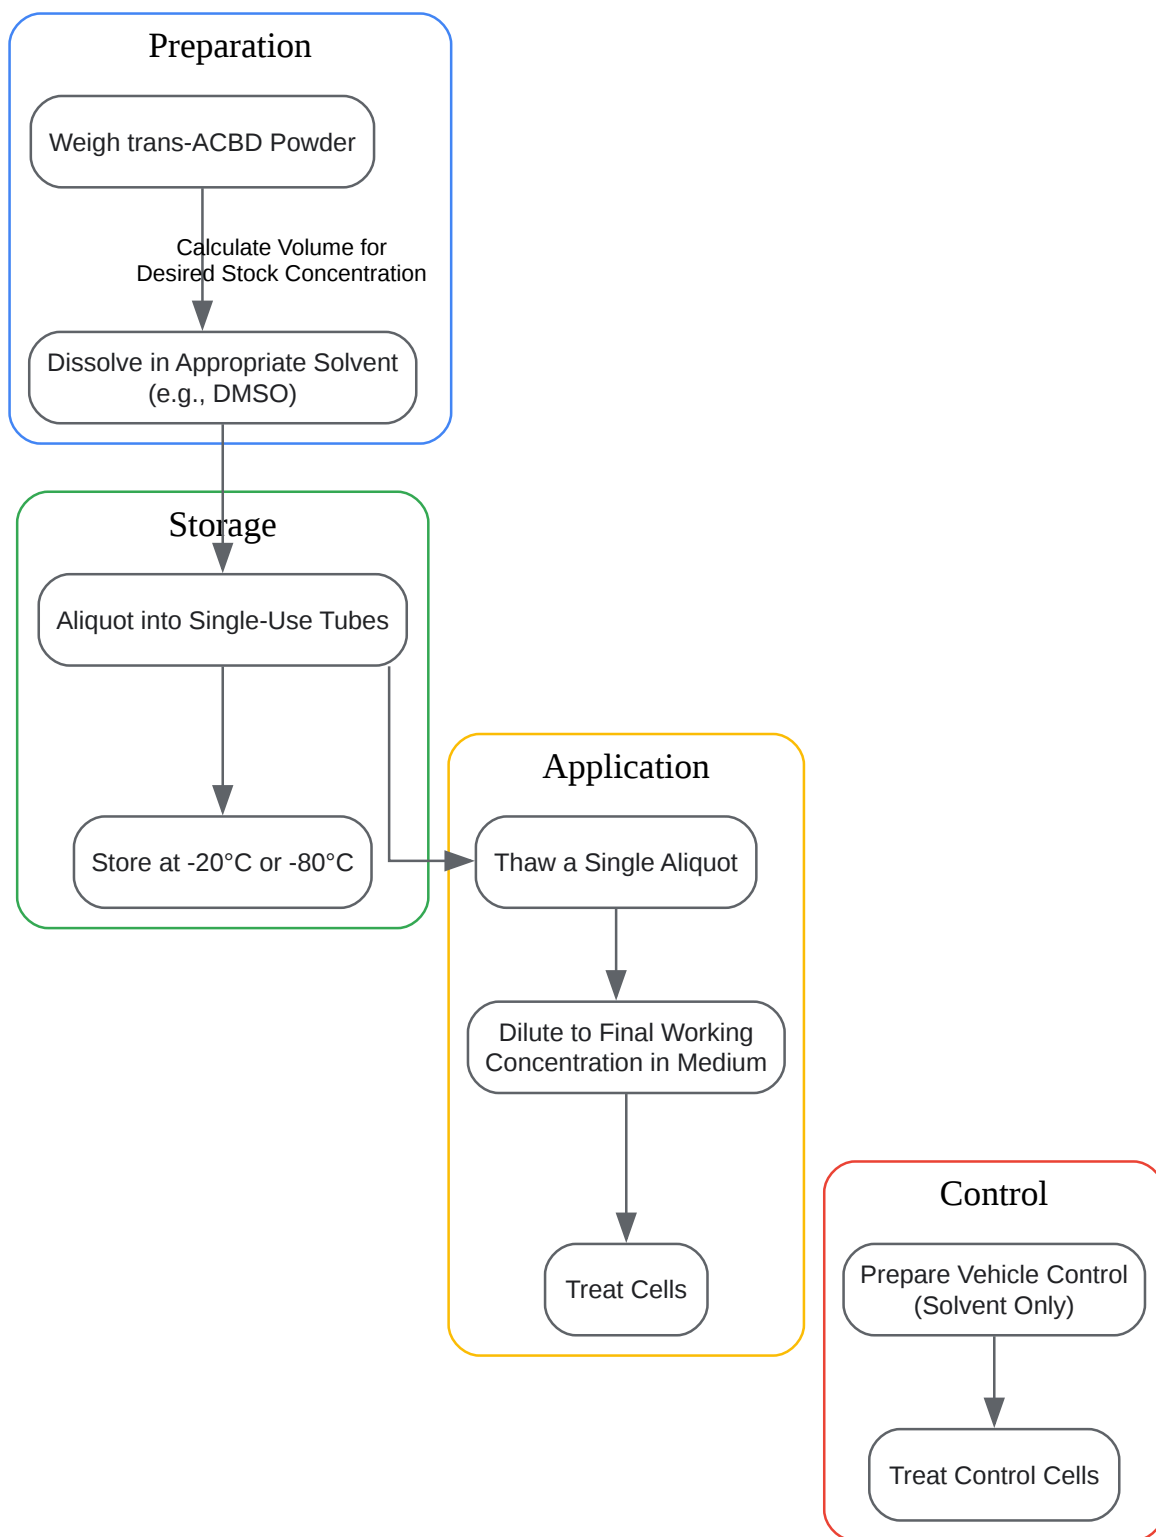 Preparation
Weigh trans-ACBD Powder
Calculate Volume for
Desired Stock Concentration
Dissolve in Appropriate Solvent
(e.g., DMSO)
Storage
Aliquot into Single-Use Tubes
Store at -20°C or -80°C
Application
Thaw a Single Aliquot
Dilute to Final Working
Concentration in Medium
Treat Cells
Control
Prepare Vehicle Control
(Solvent Only)
Treat Control Cells